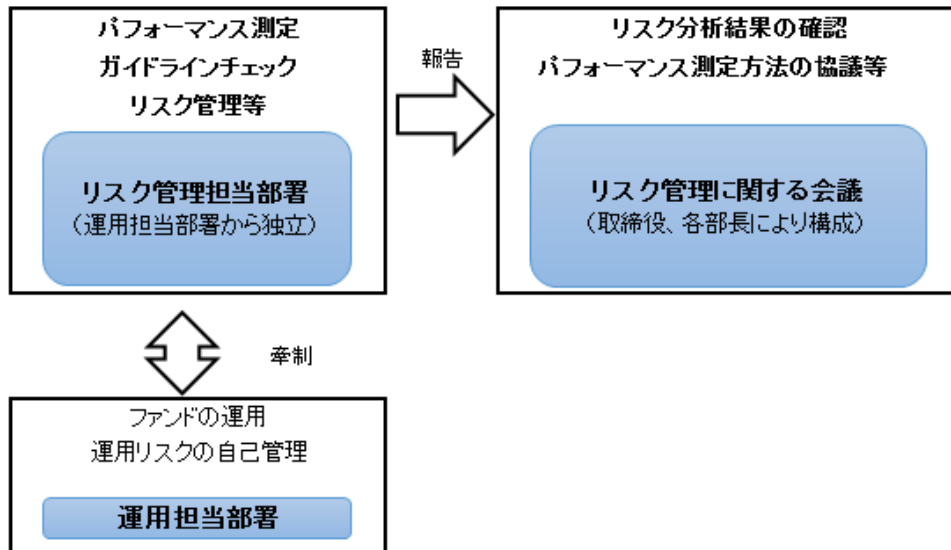 パフォーマンス測定
ガイドラインチェック
リスク管理等
リスク管理担当部署
（運用担当部署から独立）
報告
リスク分析結果の確認
パフォーマンス測定方法の協議等
リスク管理に関する会議
（取締役、各部長により構成）
牽制
ファンドの運用
運用リスクの自己管理
運用担当部署